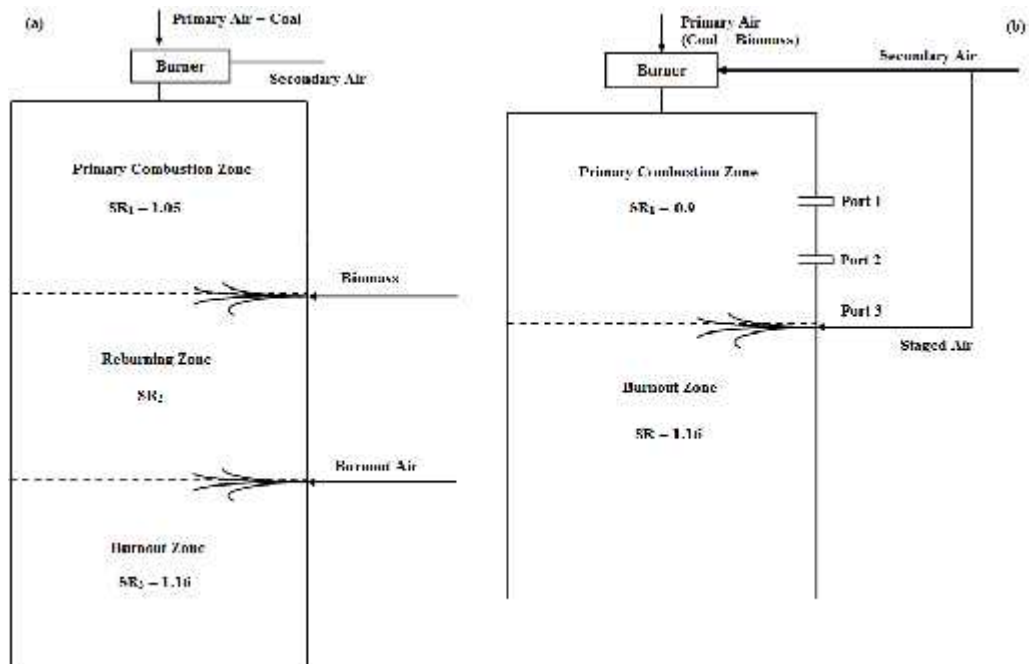 (a)
Primary Air – Coal
Burner
Secondary Air
Primary Combustion Zone
SR₁ – 1.05
Biomass
Reburning Zone
SR₂
Burnout Air
Burnout Zone
SR₃ – 1.16
(b)
Primary Air
(Coal – Biomass)
Burner
Secondary Air
Primary Combustion Zone
SR₁ – 0.9
Port 1
Port 2
Port 3
Staged Air
Burnout Zone
SR – 1.16